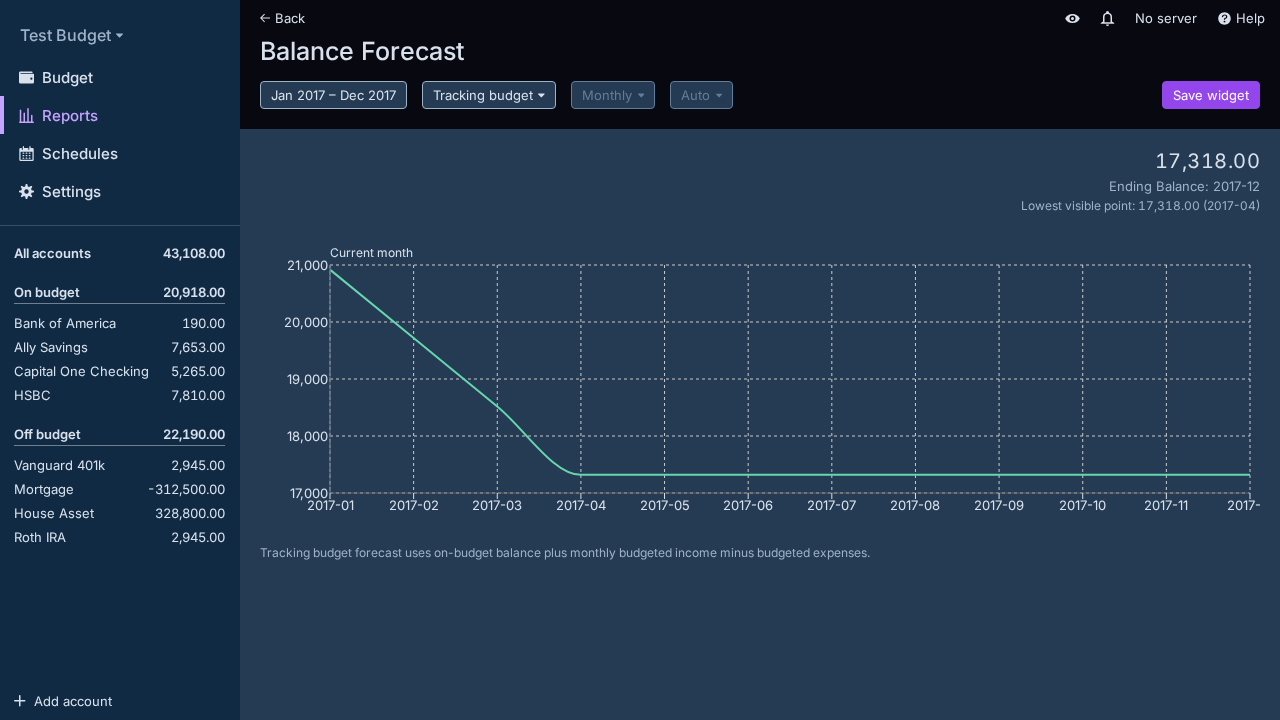 Test Budget
Budget
Reports
Schedules
Settings
All accounts 43,108.00
On budget 20,918.00
Bank of America 190.00
Ally Savings 7,653.00
Capital One Checking 5,265.00
HSBC 7,810.00
Off budget 22,190.00
Vanguard 401k 2,945.00
Mortgage -312,500.00
House Asset 328,800.00
Roth IRA 2,945.00
Add account
Back
No server
Help
Balance Forecast
Jan 2017 – Dec 2017
Tracking budget
Monthly
Auto
Save widget
17,318.00
Ending Balance: 2017-12
Lowest visible point: 17,318.00 (2017-04)
Current month
21,000
20,000
19,000
18,000
17,000
2017-01 2017-02 2017-03 2017-04 2017-05 2017-06 2017-07 2017-08 2017-09 2017-10 2017-11 2017-
Tracking budget forecast uses on-budget balance plus monthly budgeted income minus budgeted expenses.